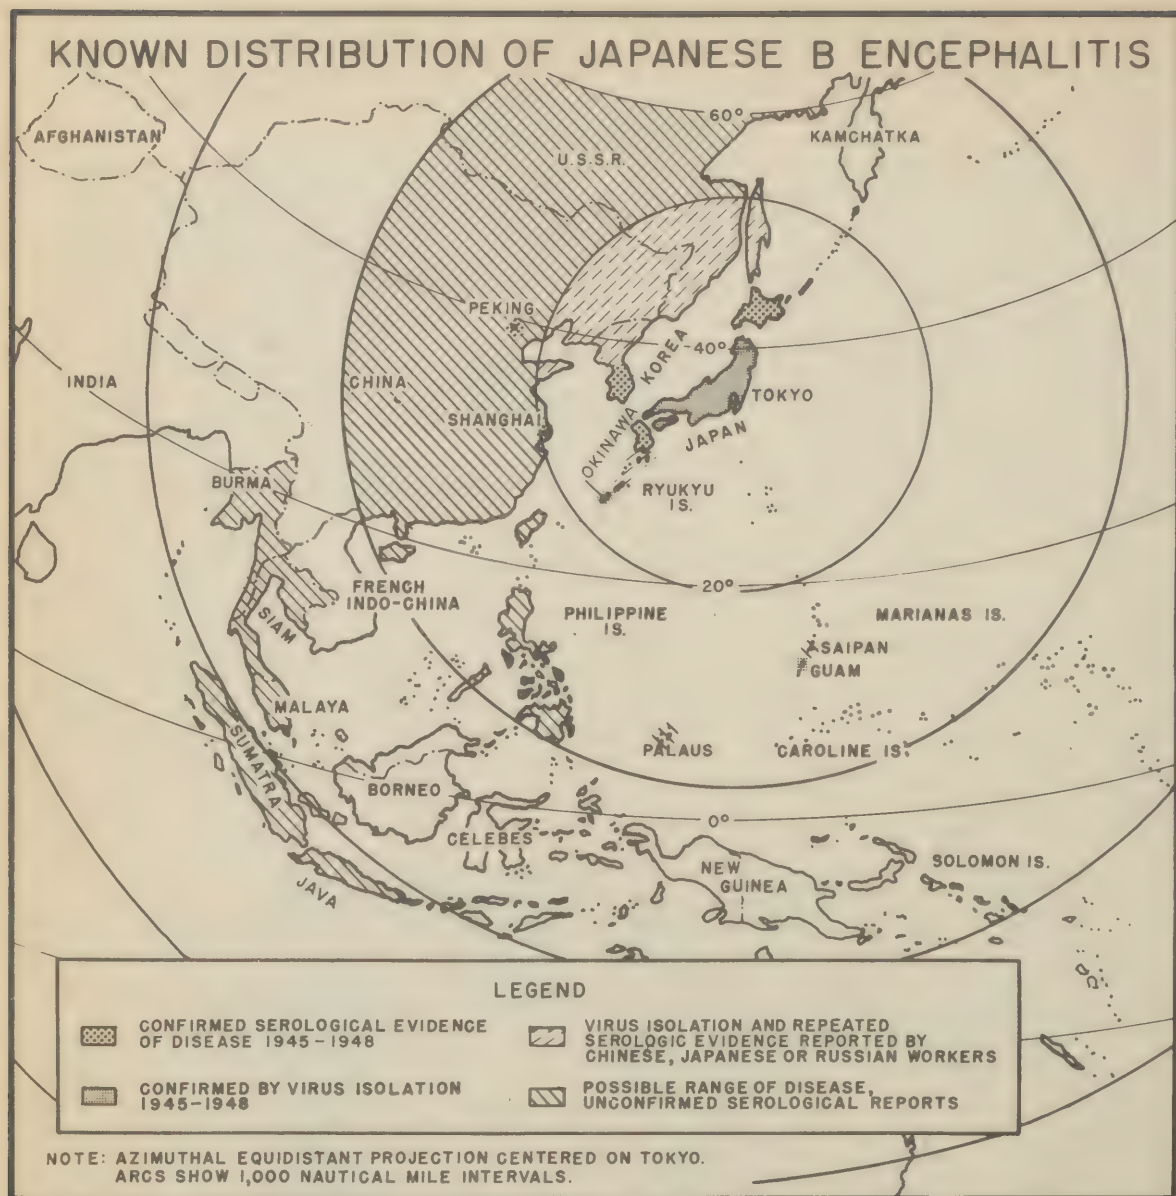 KNOWN DISTRIBUTION OF JAPANESE B ENCEPHALITIS
60°
KAMCHATKA
AFGHANISTAN
U.S.S.R.
PEKING
KOREA
40°
INDIA
CHINA
TOKYO
SHANGHAI
JAPAN
OKINAWA
BURMA
RYUKYU
IS.
20°
FRENCH
INDO-CHINA
SIAM
PHILIPPINE
IS.
MARIANAS IS.
SAIPAN
GUAM
MALAYA
SUMATRA
PALAUS
CAROLINE IS.
BORNEO
0°
CELEBES
NEW
GUINEA
SOLOMON IS.
JAVA
LEGEND
CONFIRMED SEROLOGICAL EVIDENCE
OF DISEASE 1945-1948
CONFIRMED BY VIRUS ISOLATION
1945-1948
VIRUS ISOLATION AND REPEATED
SEROLOGIC EVIDENCE REPORTED BY
CHINESE, JAPANESE OR RUSSIAN WORKERS
POSSIBLE RANGE OF DISEASE,
UNCONFIRMED SEROLOGICAL REPORTS
NOTE: AZIMUTHAL EQUIDISTANT PROJECTION CENTERED ON TOKYO.
ARCS SHOW 1,000 NAUTICAL MILE INTERVALS.